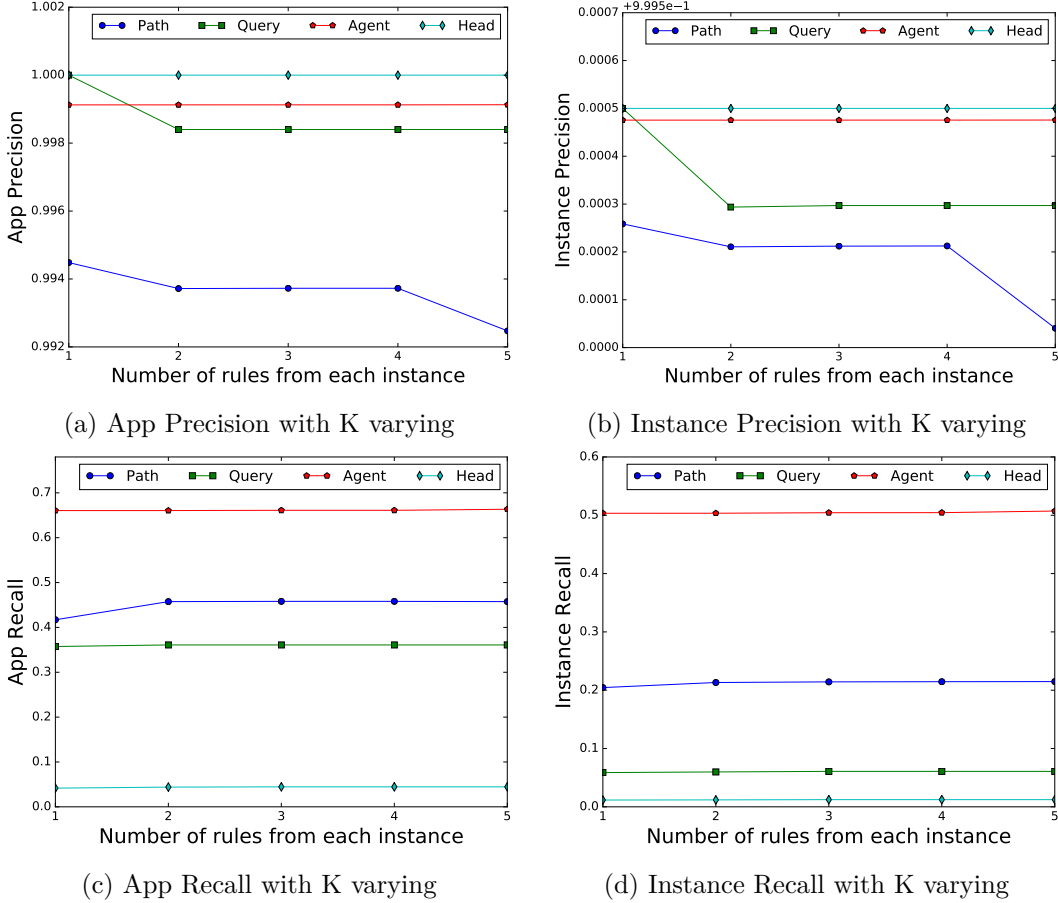 1.002
1.000
0.998
0.996
0.994
0.992
App Precision
Path Query Agent Head
1 2 3 4 5
Number of rules from each instance
(a) App Precision with K varying
+9.995e−1
0.0007
0.0006
0.0005
0.0004
0.0003
0.0002
0.0001
0.0000
Instance Precision
Path Query Agent Head
1 2 3 4 5
Number of rules from each instance
(b) Instance Precision with K varying
0.7
0.6
0.5
0.4
0.3
0.2
0.1
0.0
App Recall
Path Query Agent Head
1 2 3 4 5
Number of rules from each instance
(c) App Recall with K varying
0.6
0.5
0.4
0.3
0.2
0.1
0.0
Instance Recall
Path Query Agent Head
1 2 3 4 5
Number of rules from each instance
(d) Instance Recall with K varying